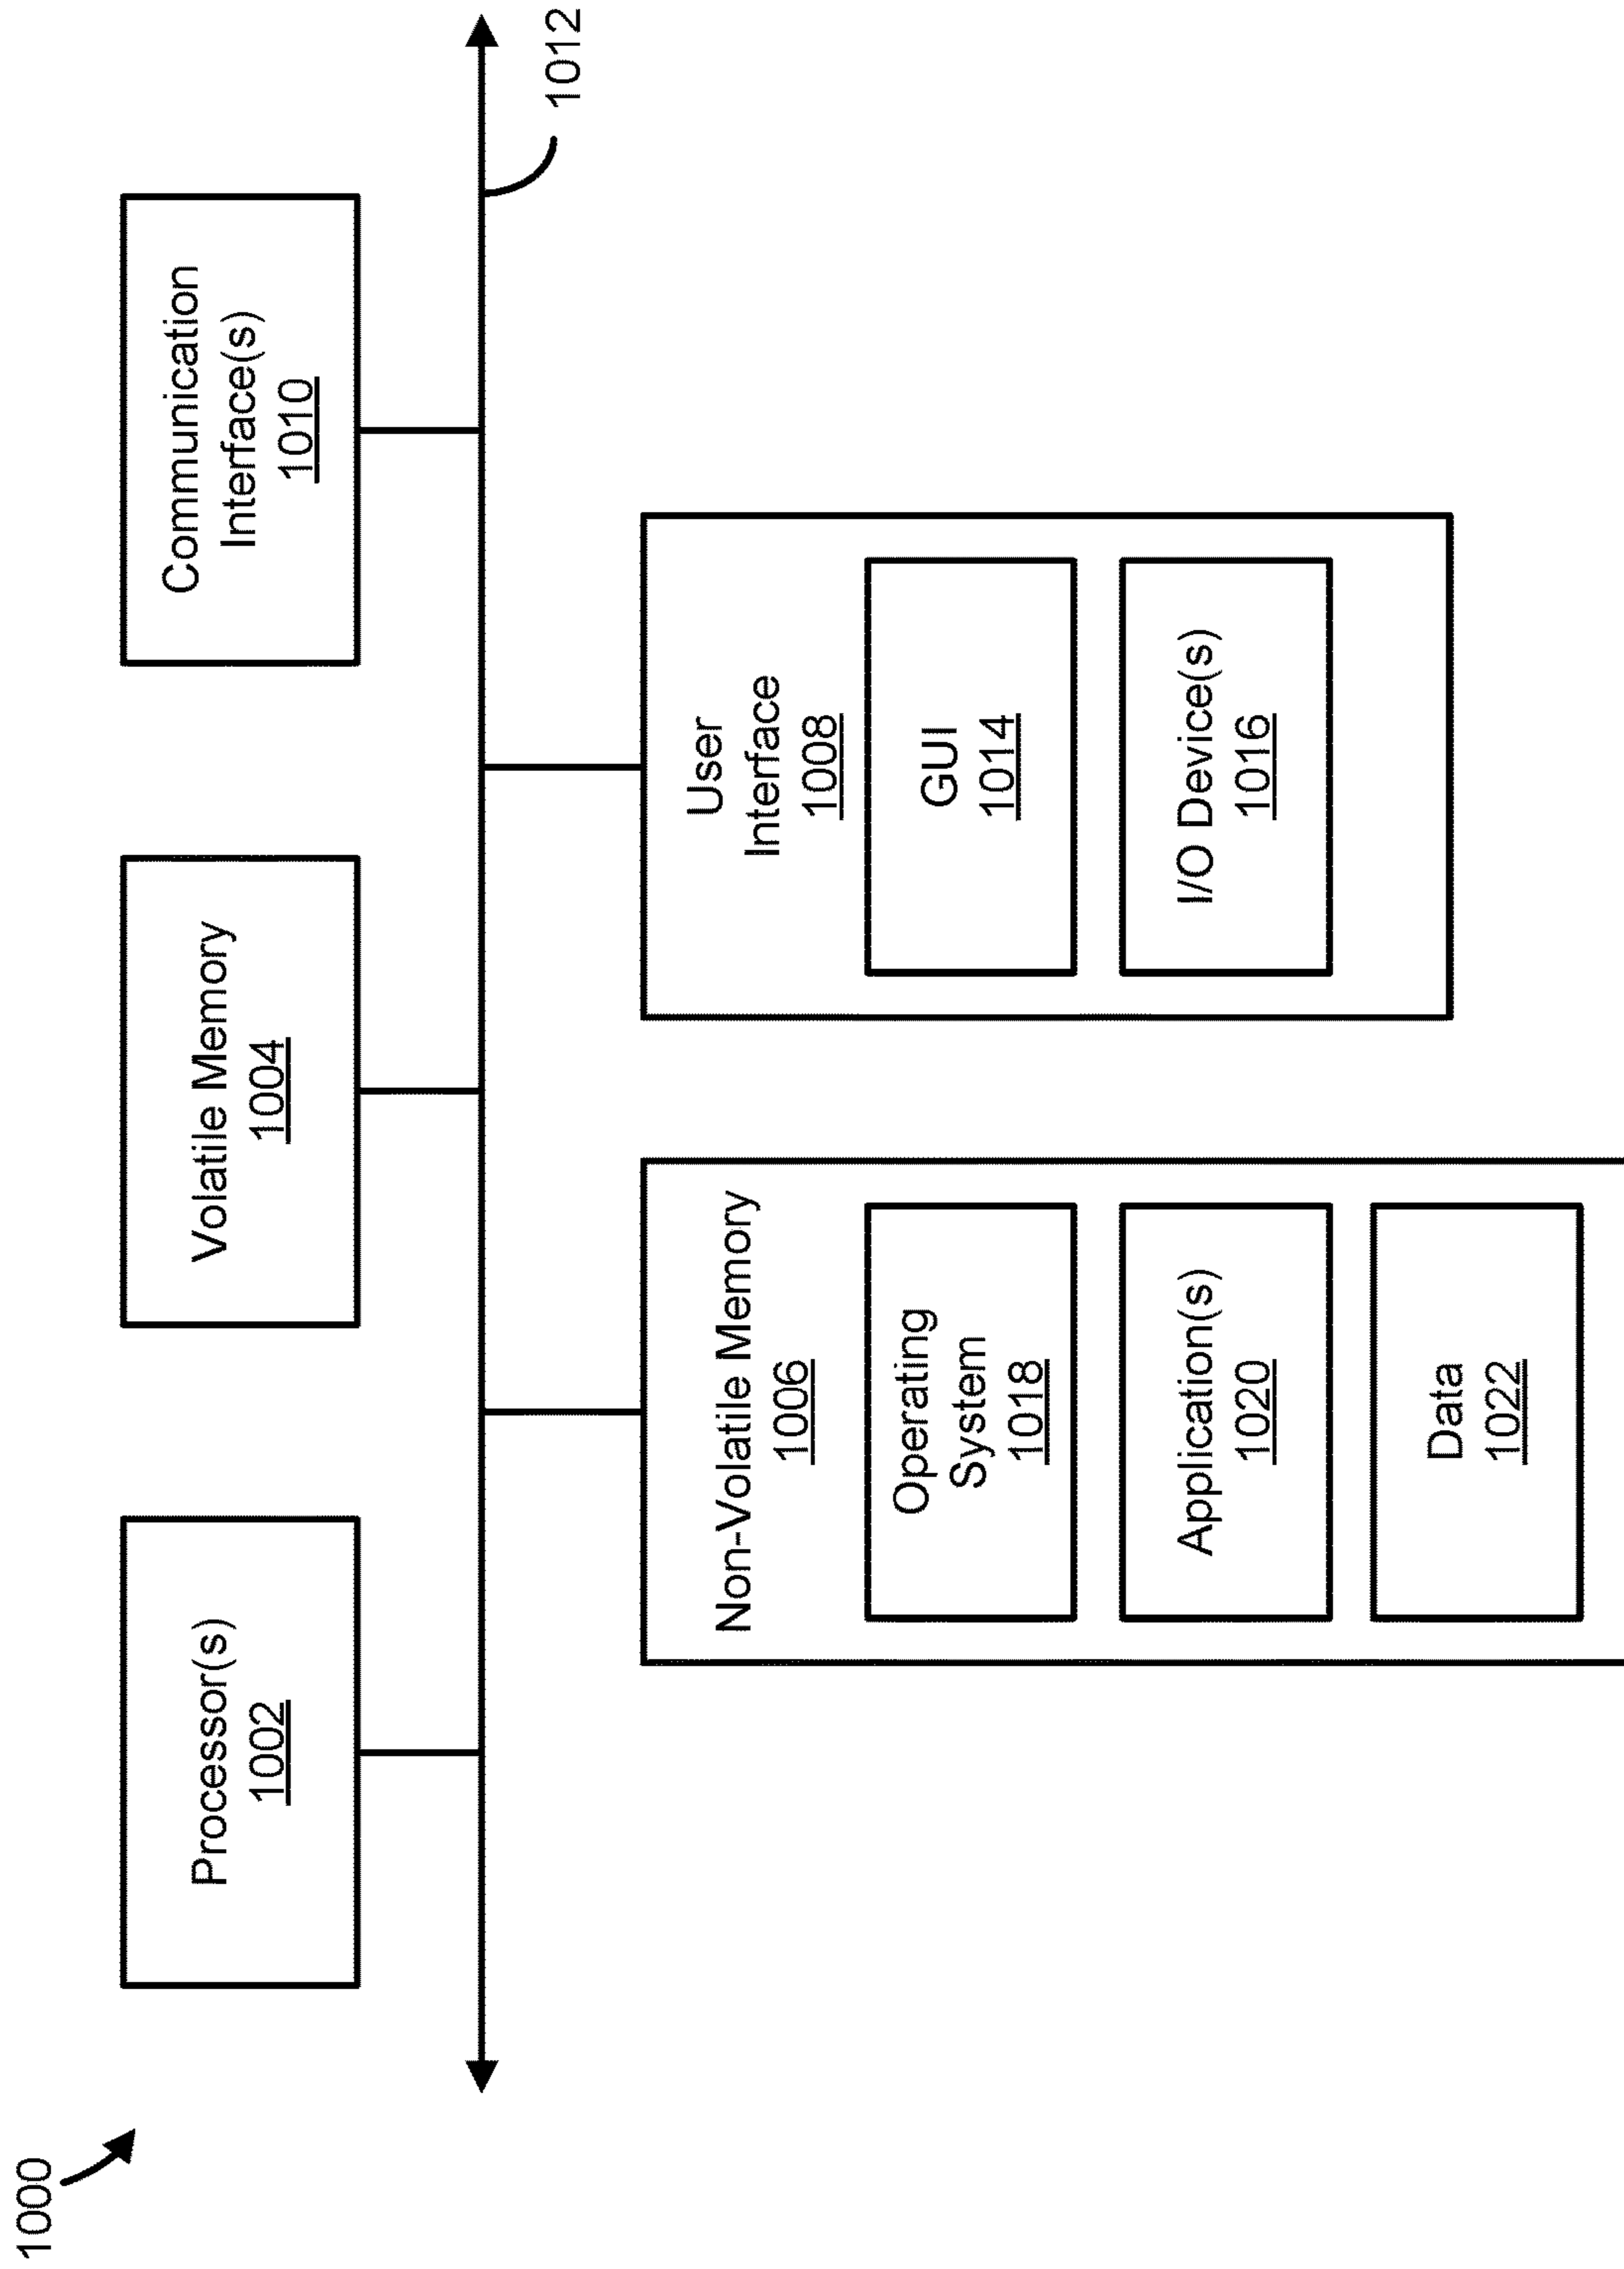 1000
Processor(s)
1002
Volatile Memory
1004
Communication
Interface(s)
1010
1012
Non-Volatile Memory
1006
Operating
System
1018
Application(s)
1020
Data
1022
User
Interface
1008
GUI
1014
I/O Device(s)
1016